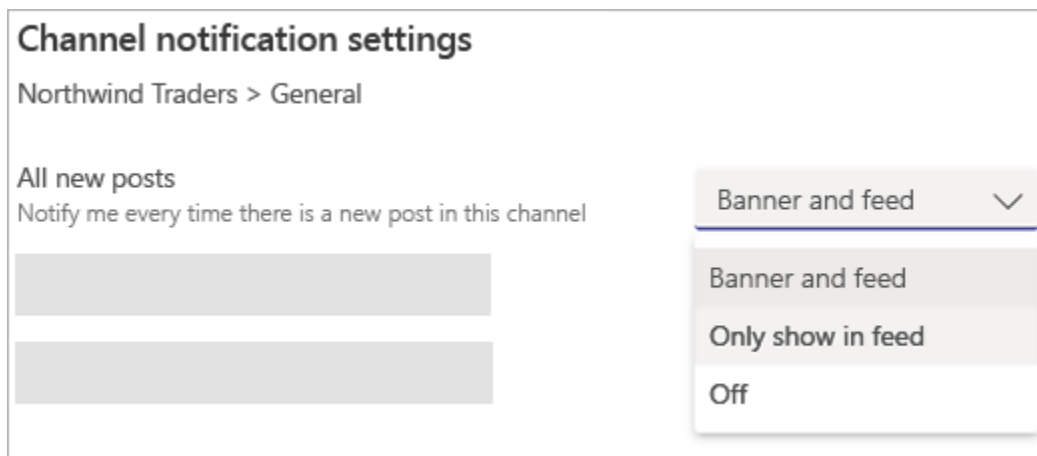 Channel notification settings
Northwind Traders > General
All new posts
Notify me every time there is a new post in this channel
Banner and feed
Banner and feed
Only show in feed
Off